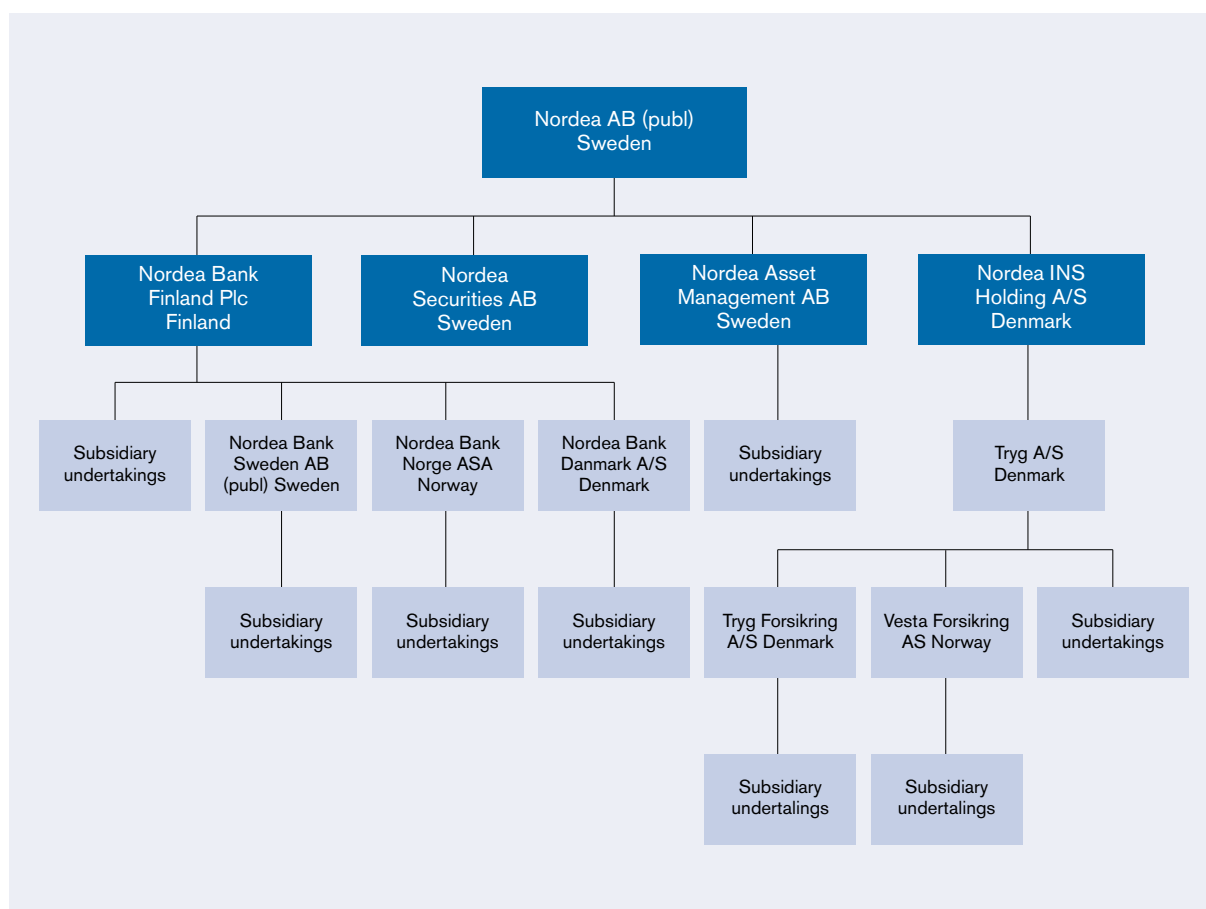 Nordea AB (publ)
Sweden
Nordea Bank
Finland Plc
Finland
Nordea
Securities AB
Sweden
Nordea Asset
Management AB
Sweden
Nordea INS
Holding A/S
Denmark
Subsidiary
undertakings
Nordea Bank
Sweden AB
(publ) Sweden
Nordea Bank
Norge ASA
Norway
Nordea Bank
Danmark A/S
Denmark
Subsidiary
undertakings
Tryg A/S
Denmark
Subsidiary
undertakings
Subsidiary
undertakings
Subsidiary
undertakings
Tryg Forsikring
A/S Denmark
Vesta Forsikring
AS Norway
Subsidiary
undertakings
Subsidiary
undertalings
Subsidiary
undertalings